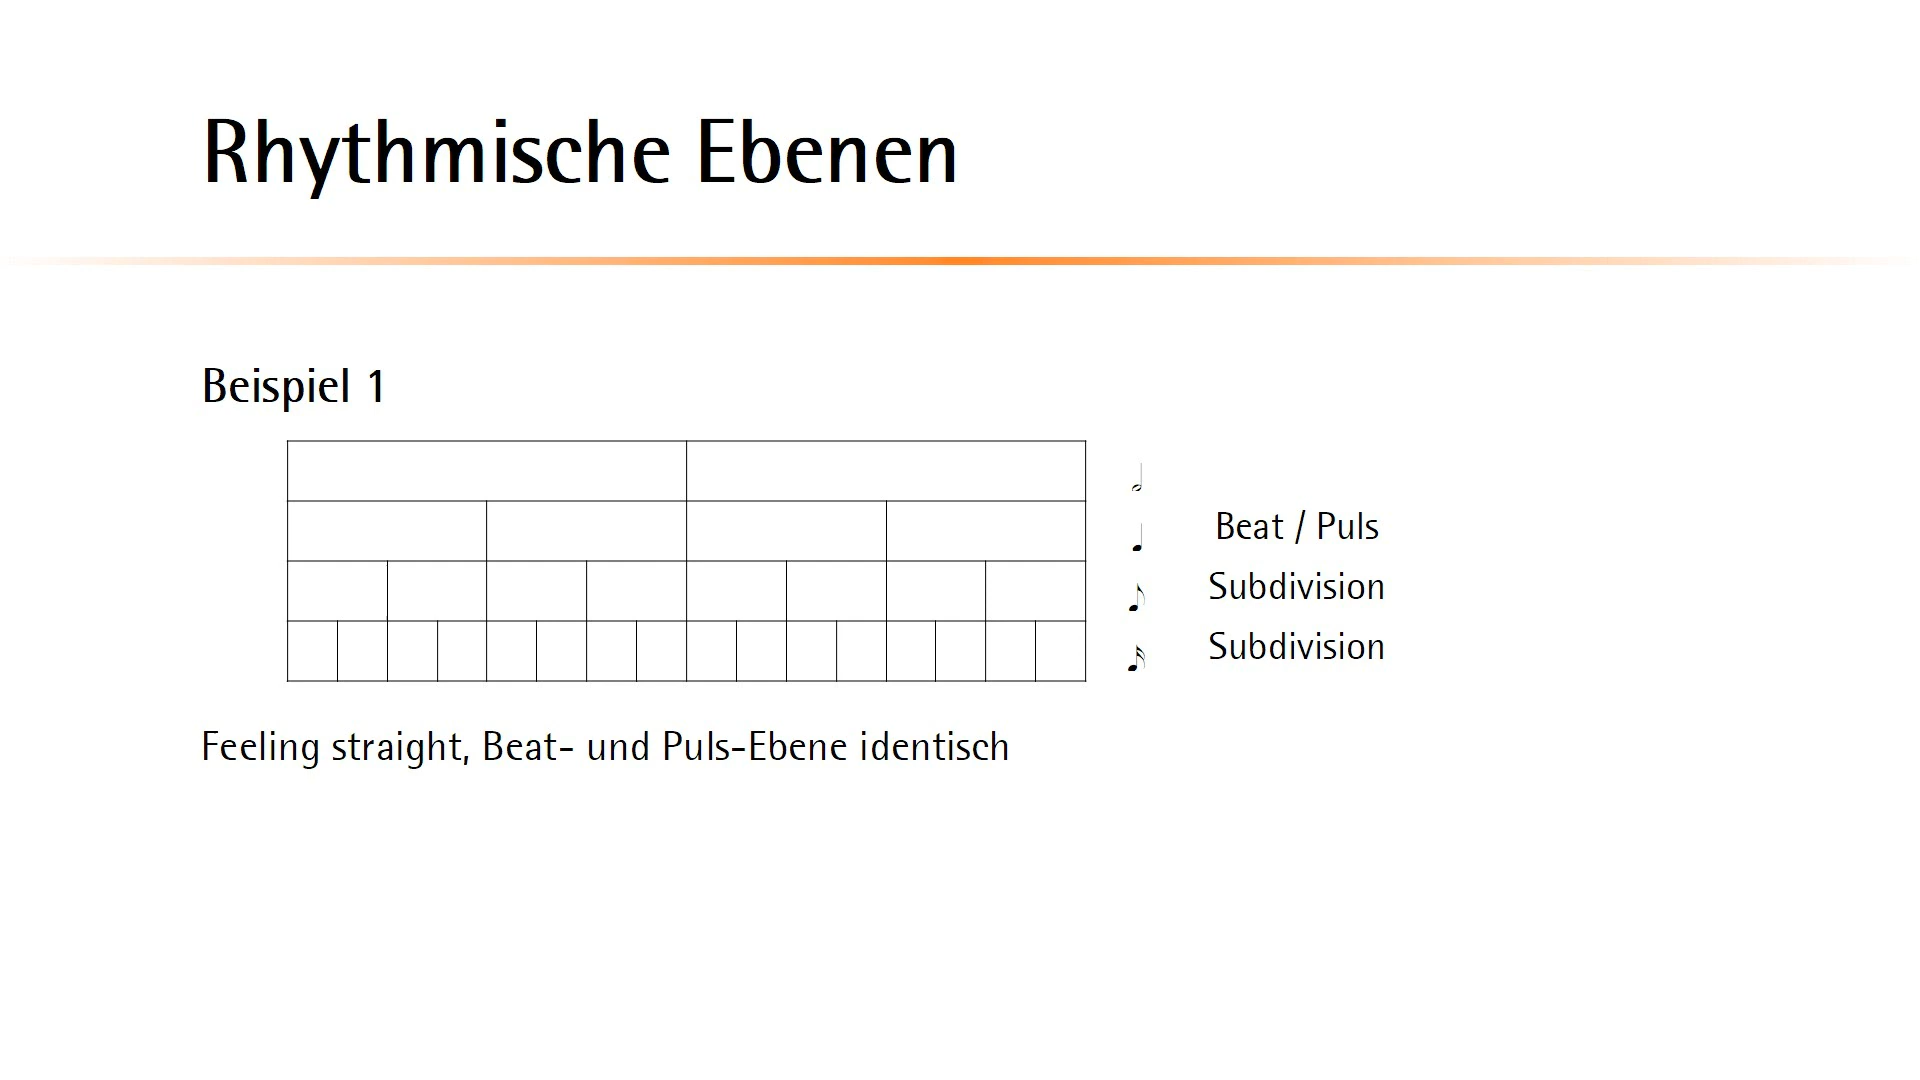 Rhythmische Ebenen
Beispiel 1
Beat / Puls
Subdivision
Subdivision
Feeling straight, Beat- und Puls-Ebene identisch